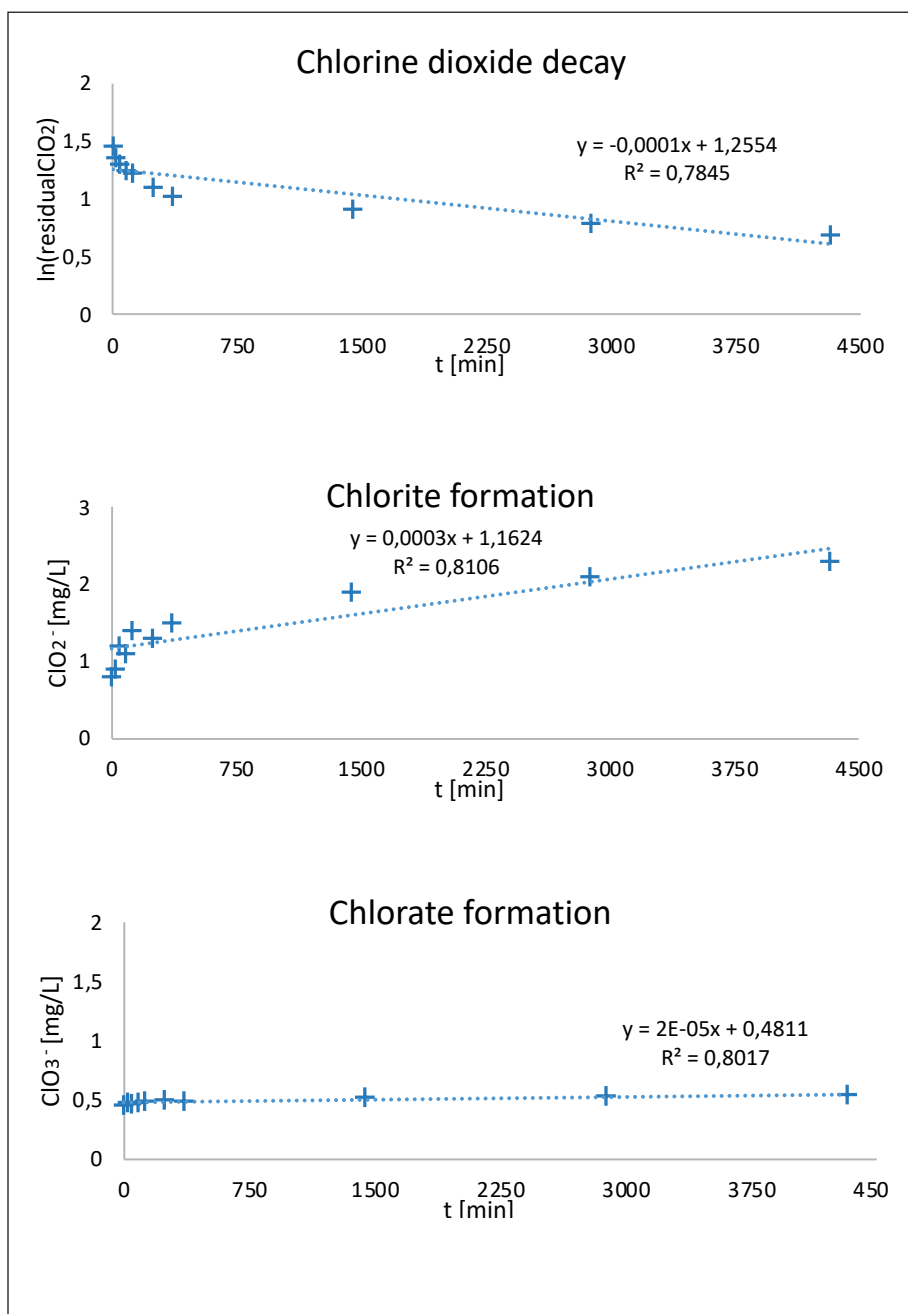 Chlorine dioxide decay
2
1,5
1
0,5
0
ln(residualClO2)
y = -0,0001x + 1,2554
R² = 0,7845
0 750 1500 2250 3000 3750 4500
t [min]
Chlorite formation
3
2
1
0
ClO2 - [mg/L]
y = 0,0003x + 1,1624
R² = 0,8106
0 750 1500 2250 3000 3750 4500
t [min]
Chlorate formation
2
1,5
1
0,5
0
ClO3 - [mg/L]
y = 2E-05x + 0,4811
R² = 0,8017
0 750 1500 2250 3000 3750 450
t [min]